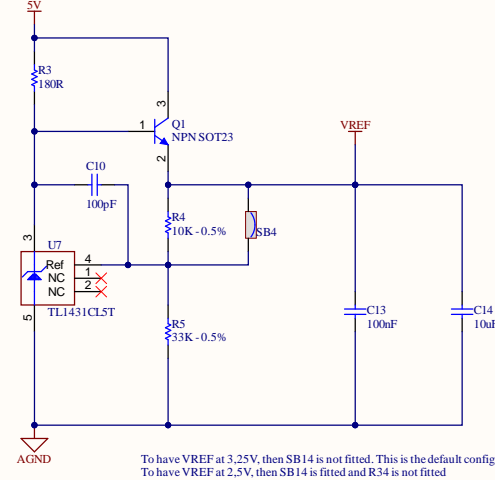 5V
R3
180R
3
1
Q1
NPN SOT23
2
VREF
C10
100pF
R4
10K - 0.5%
SB4
3
U7
Ref
4
NC
1
NC
2
TL1431CL5T
5
R5
33K - 0.5%
C13
100nF
C14
10uF
AGND
To have VREF at 3,25V, then SB14 is not fitted. This is the default config
To have VREF at 2,5V, then SB14 is fitted and R34 is not fitted